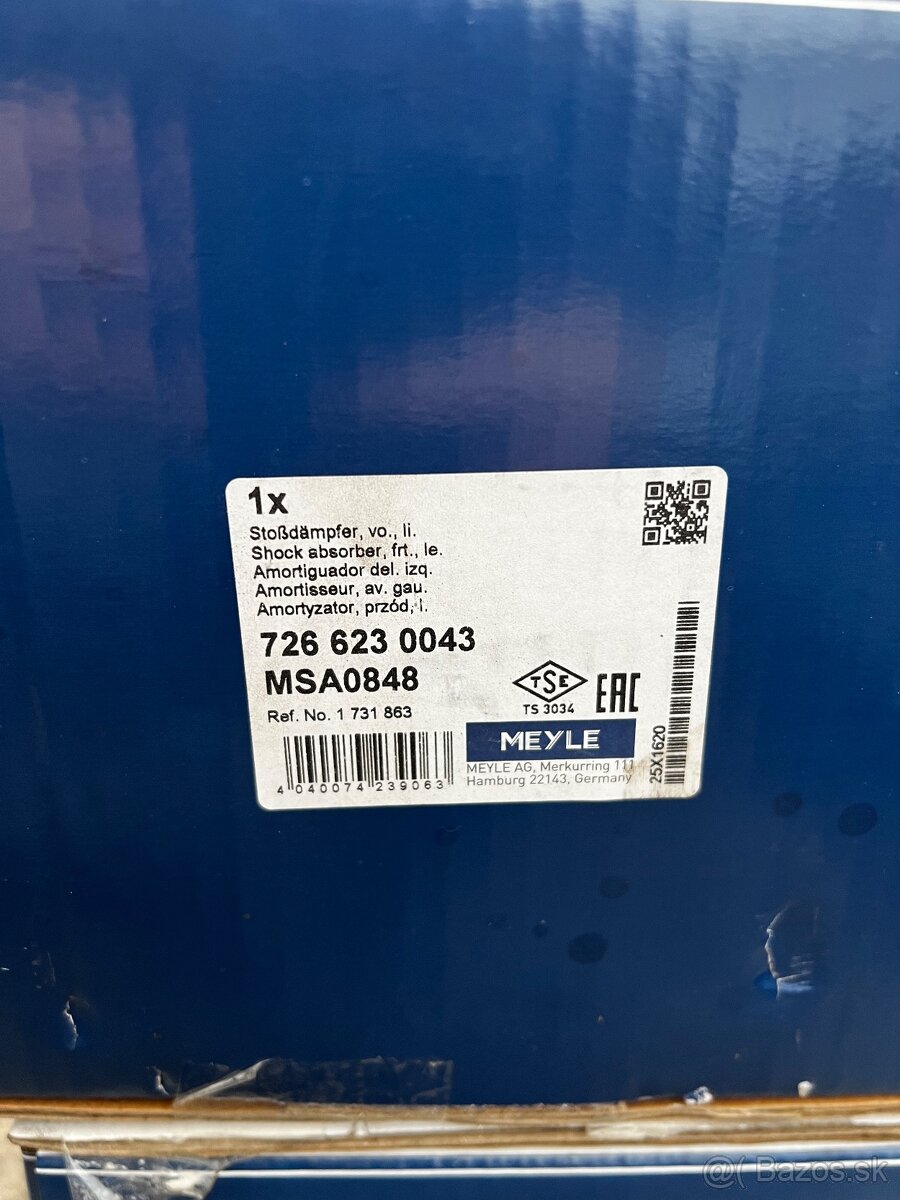 1x
Stoßdämpfer, vo., li.
Shock absorber, frt., le.
Amortiguador del. izq.
Amortisseur, av. gau.
Amortyzator, przód, l.
726 623 0043
MSA0848
Ref. No. 1 731 863
TSE
TS 3034
EAC
MEYLE
MEYLE AG, Merkurring 111
Hamburg 22143, Germany
4 040074 239063
25X1620
@( Bazos.sk